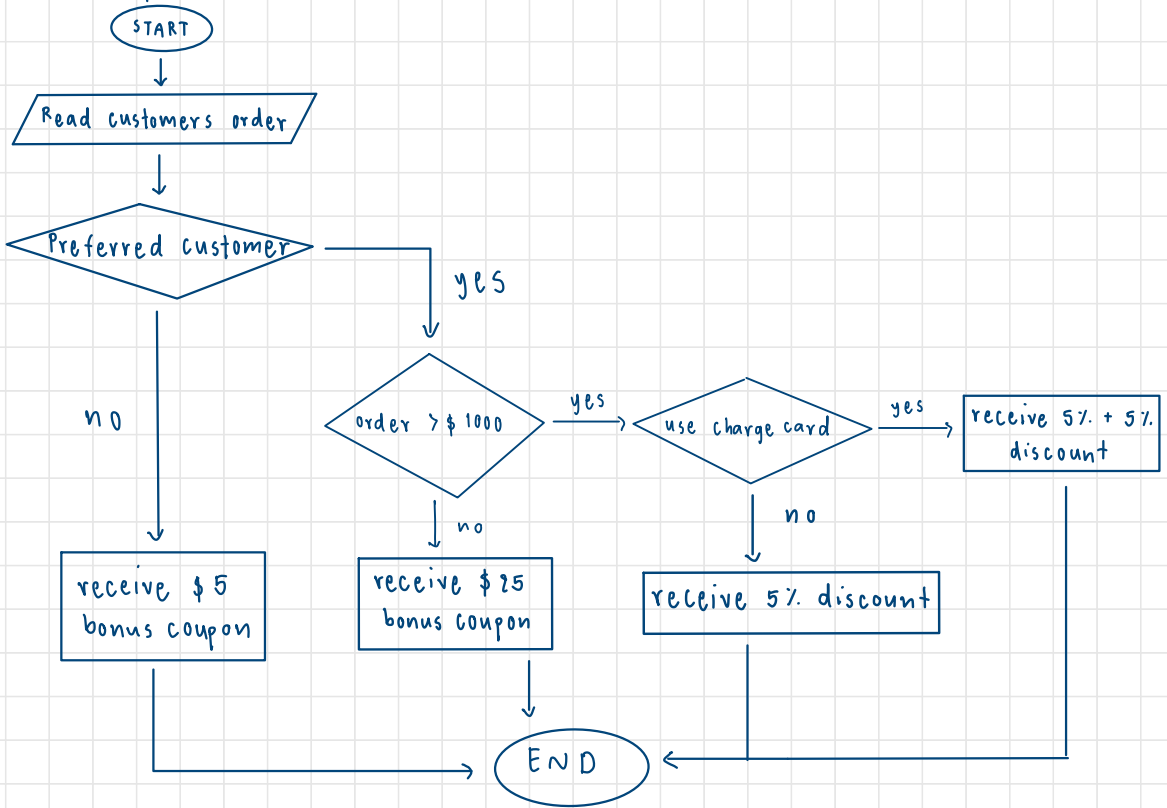 START
Read customers order
Preferred customer
yes
no
order > $ 1000
yes
use charge card
yes
receive 5% + 5%
discount
no
no
receive $ 5
bonus coupon
receive $ 25
bonus coupon
receive 5% discount
END